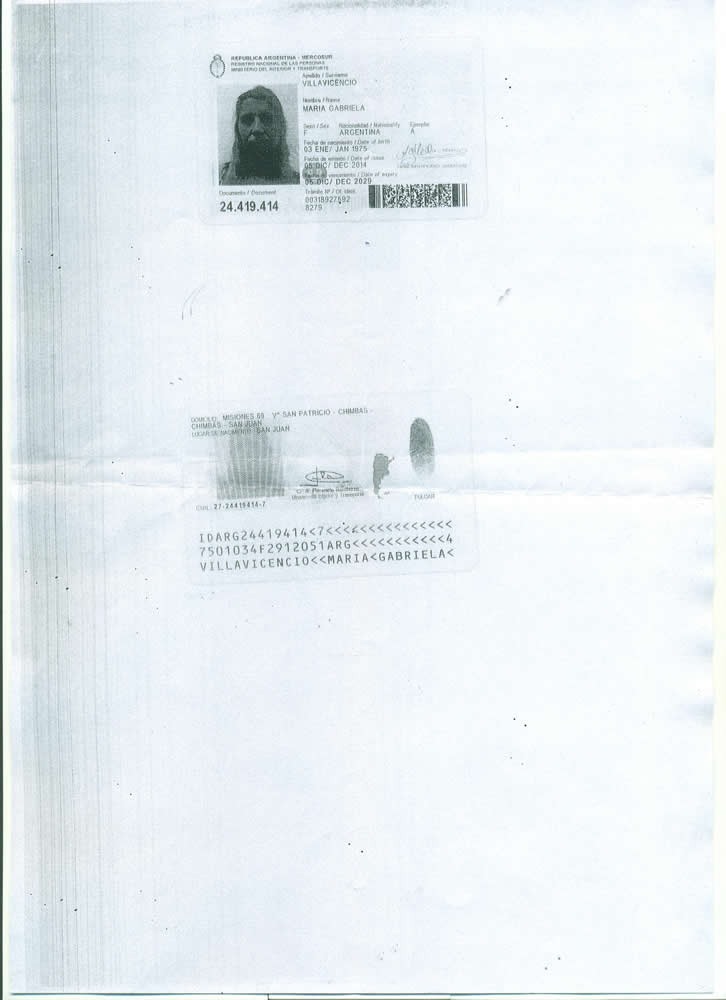 REPUBLICA ARGENTINA - MERCOSUR
REGISTRO NACIONAL DE LAS PERSONAS
MINISTERIO DEL INTERIOR Y TRANSPORTE
Apellido / Surname
VILLAVICENCIO
Nombre / Name
MARIA GABRIELA
Sexo / Sex Nacionalidad / Nationality Ejemplar
F ARGENTINA A
Fecha de nacimiento / Date of birth
03 ENE/ JAN 1975
Fecha de emisión / Date of issue
05 DIC/ DEC 2014
Fecha de vencimiento / Date of expiry
05 DIC/ DEC 2029
Documento / Document
24.419.414
Trámite Nº / Of. ident.
00318927592
8279
DOMICILIO: MISIONES 69 Vº SAN PATRICIO - CHIMBAS -
CHIMBAS - SAN JUAN
LUGAR DE NACIMIENTO: SAN JUAN
CUIL: 27-24419414-7
PULGAR
IDARG24419414<7<<<<<<<<<<<<<<<
7501034F2912051ARG<<<<<<<<<<<4
VILLAVICENCIO<<MARIA<GABRIELA<